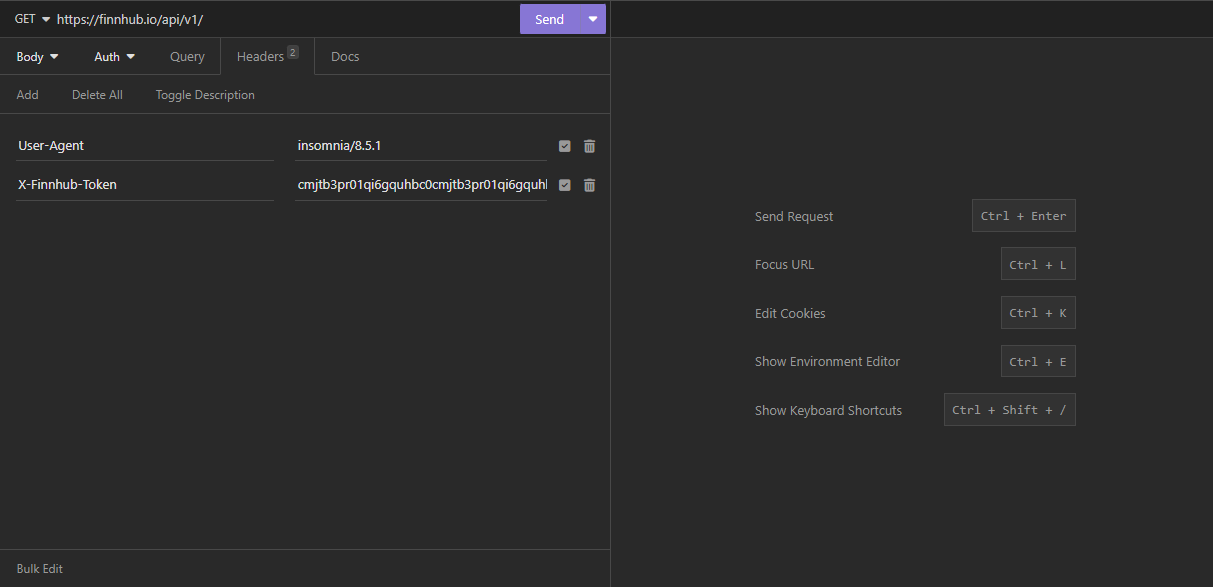 GET https://finnhub.io/api/v1/ Send
Body Auth Query Headers 2 Docs
Add Delete All Toggle Description
User-Agent insomnia/8.5.1
X-Finnhub-Token cmjtb3pr01qi6gquhbc0cmjtb3pr01qi6gquhl
Send Request Ctrl + Enter
Focus URL Ctrl + L
Edit Cookies Ctrl + K
Show Environment Editor Ctrl + E
Show Keyboard Shortcuts Ctrl + Shift + /
Bulk Edit